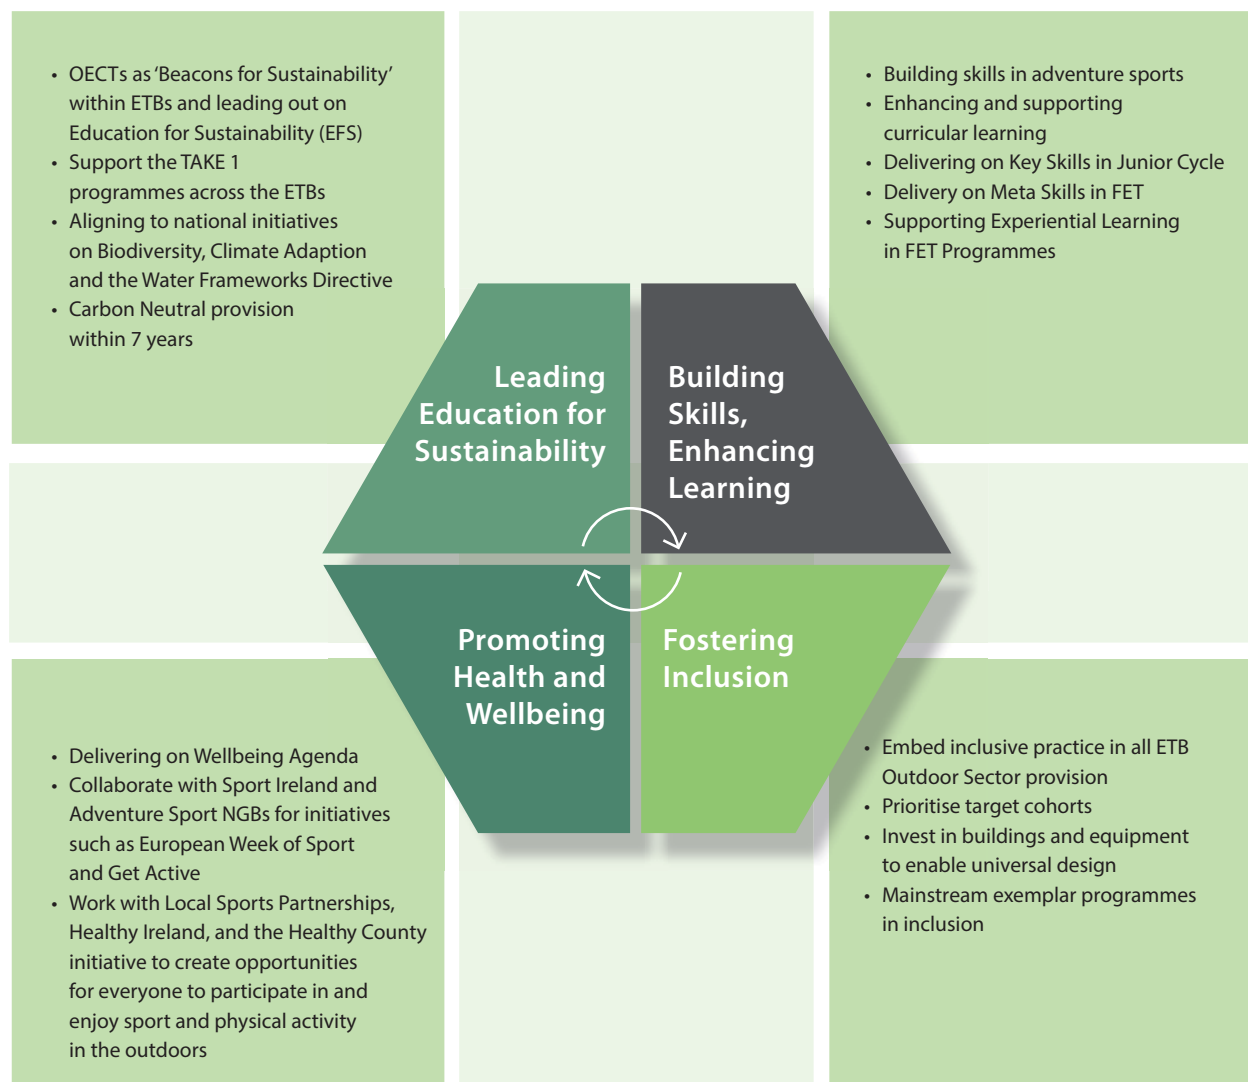 • OECTs as ‘Beacons for Sustainability’
within ETBs and leading out on
Education for Sustainability (EFS)
• Support the TAKE 1
programmes across the ETBs
• Aligning to national initiatives
on Biodiversity, Climate Adaption
and the Water Frameworks Directive
• Carbon Neutral provision
within 7 years
• Building skills in adventure sports
• Enhancing and supporting
curricular learning
• Delivering on Key Skills in Junior Cycle
• Delivery on Meta Skills in FET
• Supporting Experiential Learning
in FET Programmes
Leading
Education for
Sustainability
Building
Skills,
Enhancing
Learning
Promoting
Health and
Wellbeing
Fostering
Inclusion
• Delivering on Wellbeing Agenda
• Collaborate with Sport Ireland and
Adventure Sport NGBs for initiatives
such as European Week of Sport
and Get Active
• Work with Local Sports Partnerships,
Healthy Ireland, and the Healthy County
initiative to create opportunities
for everyone to participate in and
enjoy sport and physical activity
in the outdoors
• Embed inclusive practice in all ETB
Outdoor Sector provision
• Prioritise target cohorts
• Invest in buildings and equipment
to enable universal design
• Mainstream exemplar programmes
in inclusion